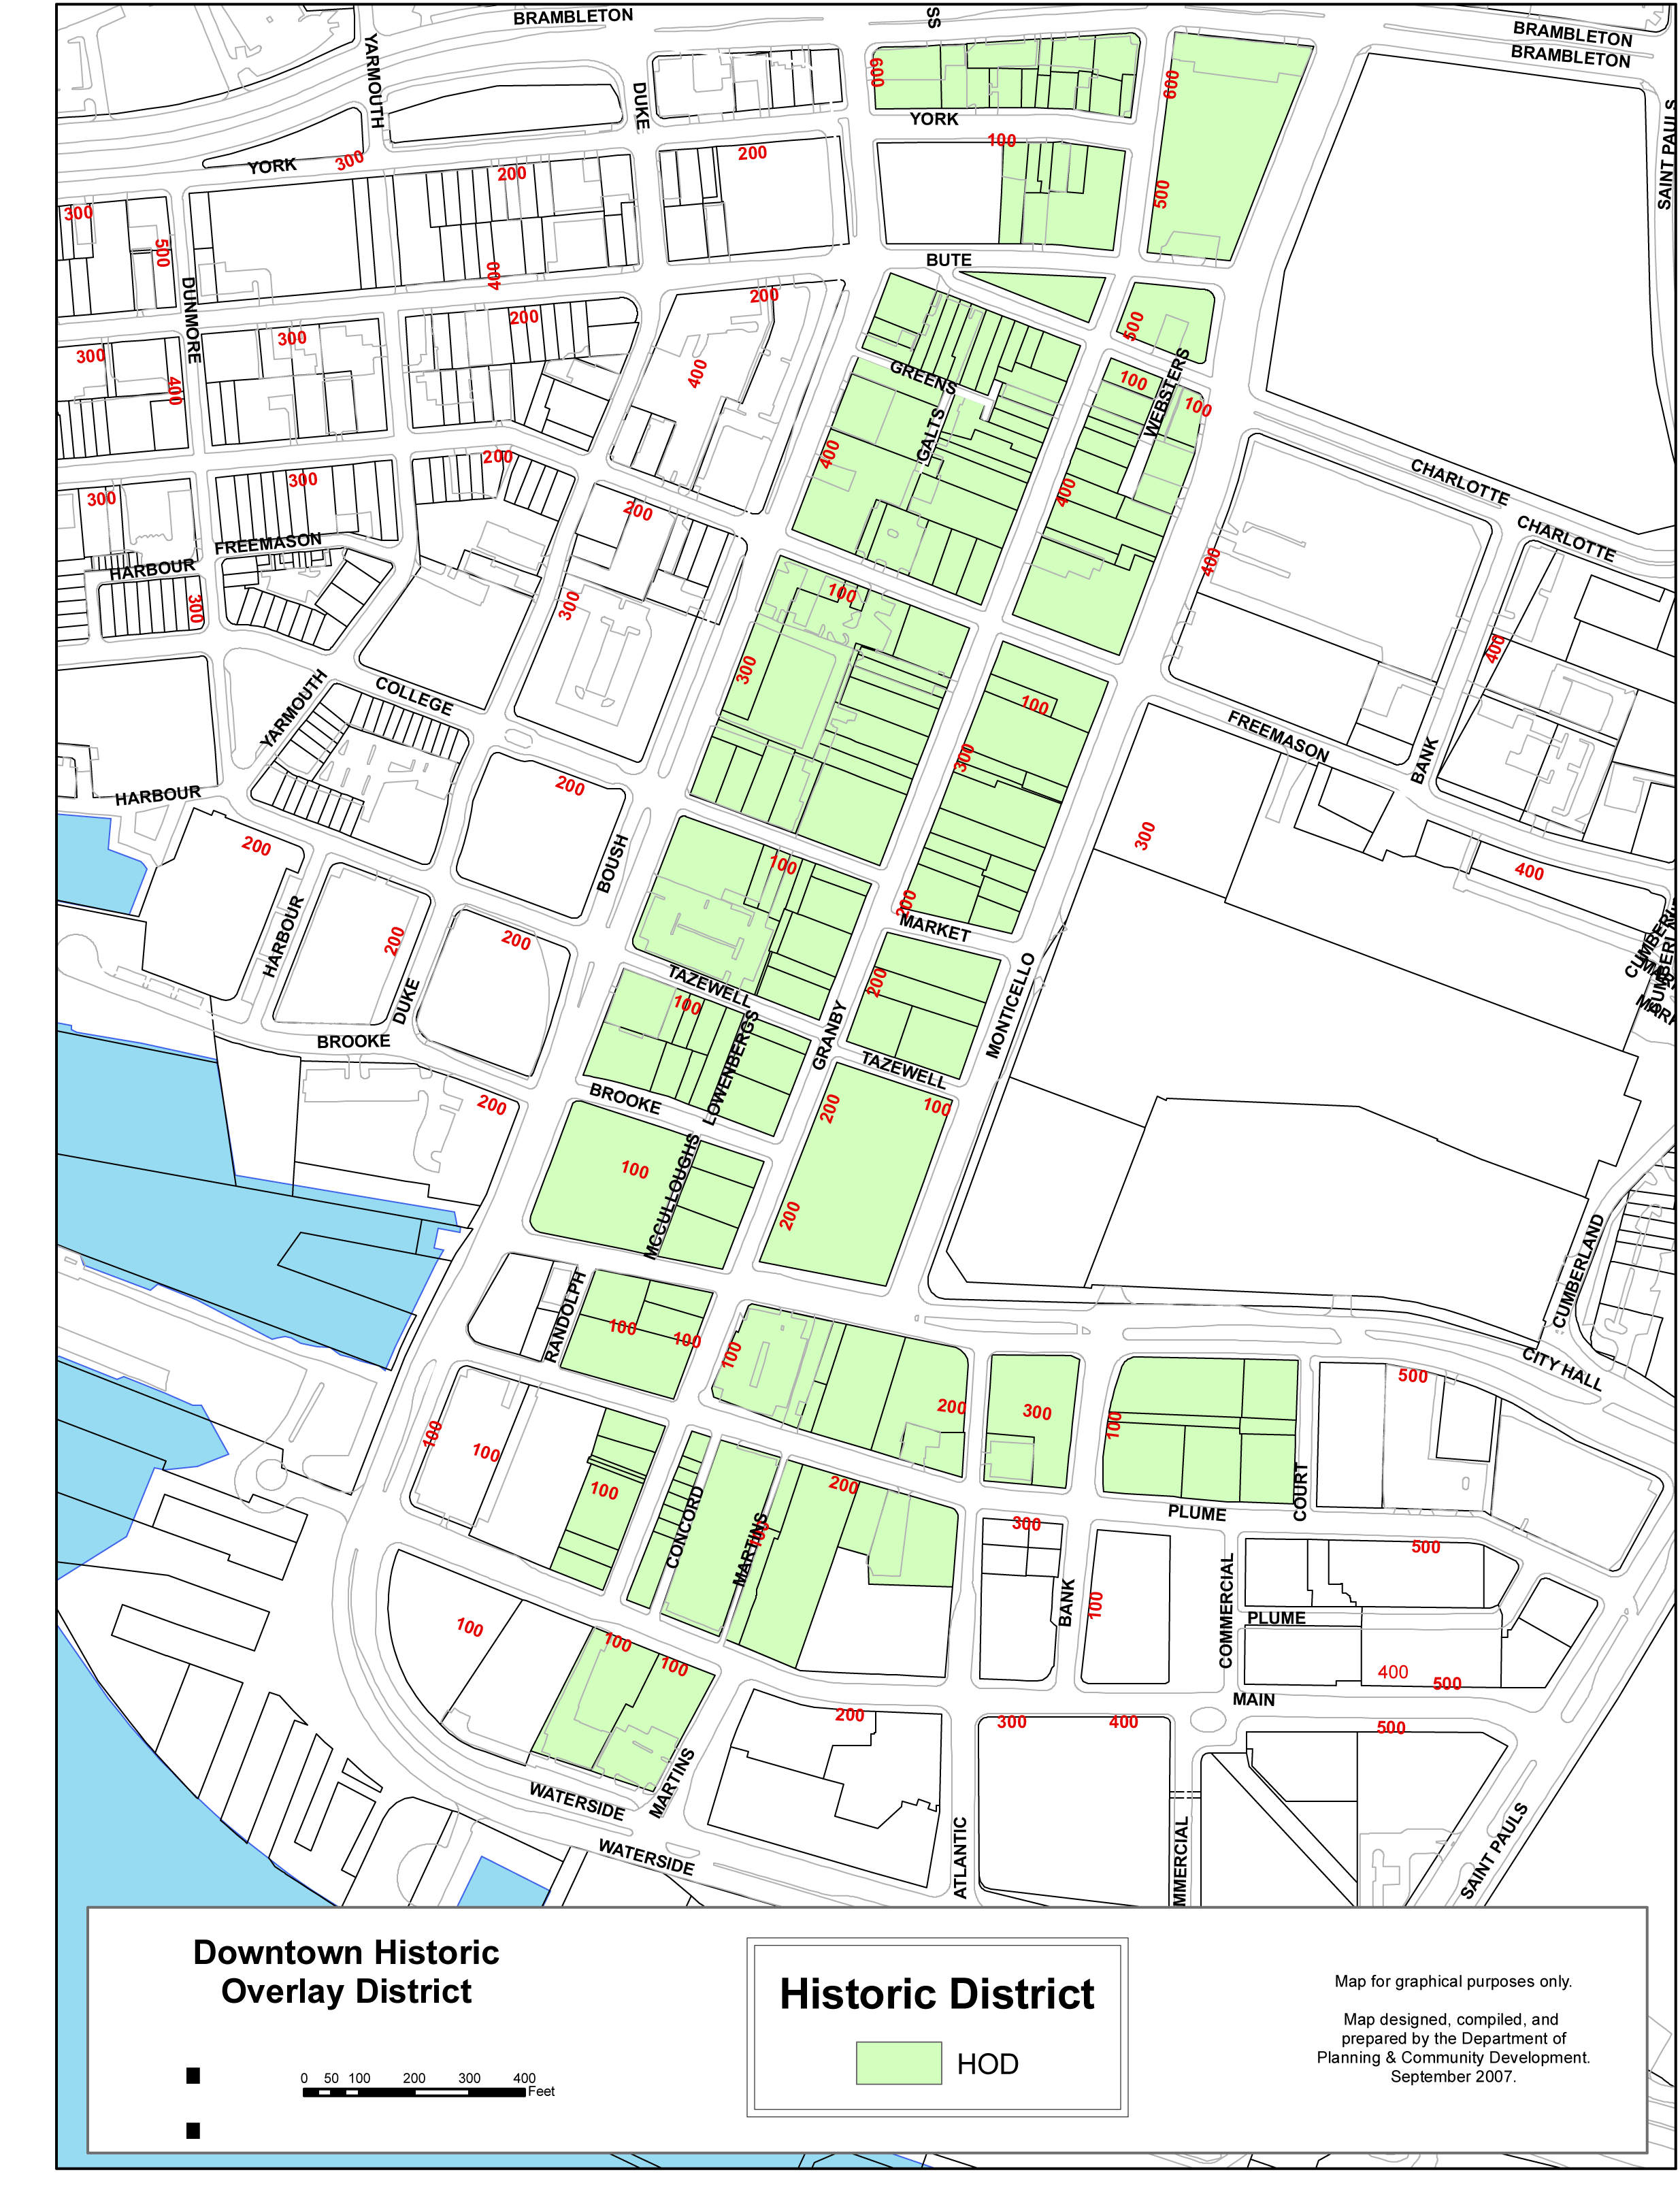 BRAMBLETON
SS
BRAMBLETON
BRAMBLETON
YARMOUTH
DUKE
600
600
SAINT PAULS
YORK
100
YORK
300
200
200
500
300
500
400
BUTE
DUNMORE
200
200
300
300
500
400
400
GREENS
100
WEBSTERS
100
GALTS
400
300
300
200
400
CHARLOTTE
CHARLOTTE
200
FREEMASON
HARBOUR
300
300
100
400
400
300
YARMOUTH
COLLEGE
100
FREEMASON
BANK
300
HARBOUR
200
200
BOUSH
100
300
400
200
MARKET
HARBOUR
200
200
DUKE
TAZEWELL
100
200
MONTICELLO
CUMBERLAND
BROOKE
LOWENBERGS
GRANBY
TAZEWELL
200
BROOKE
200
100
100
MCCULLOUGHS
200
CUMBERLAND
RANDOLPH
100
100
100
CITY HALL
500
200
300
100
100
100
100
CONCORD
MARTINS
200
COURT
PLUME
300
500
BANK
100
COMMERCIAL
PLUME
100
100
100
400
500
MAIN
200
300
400
500
WATERSIDE
MARTINS
WATERSIDE
ATLANTIC
MMERCIAL
SAINT PAULS
Downtown Historic
Overlay District
0 50 100 200 300 400
Feet
Historic District
HOD
Map for graphical purposes only.
Map designed, compiled, and
prepared by the Department of
Planning & Community Development.
September 2007.